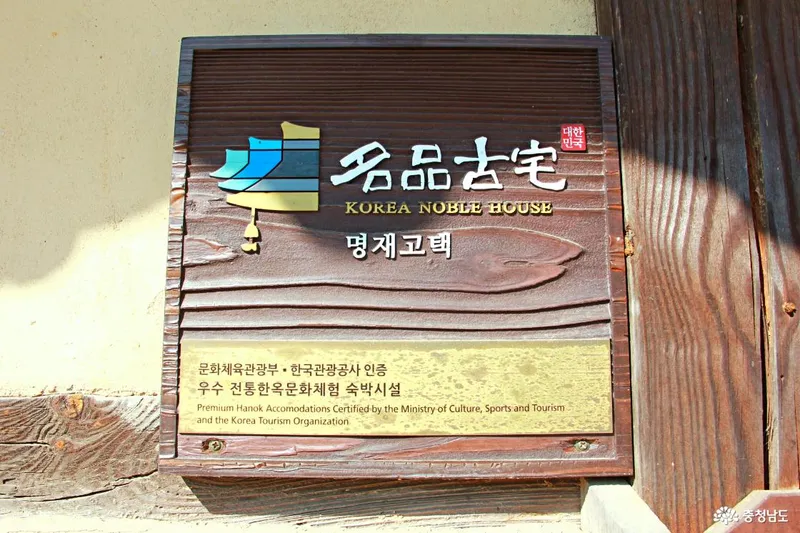 名品古宅
대한
민국
KOREA NOBLE HOUSE
명재고택
문화체육관광부 • 한국관광공사 인증
우수 전통한옥문화체험 숙박시설
Premium Hanok Accomodations Certified by the Ministry of Culture, Sports and Tourism
and the Korea Tourism Organization
충청남도